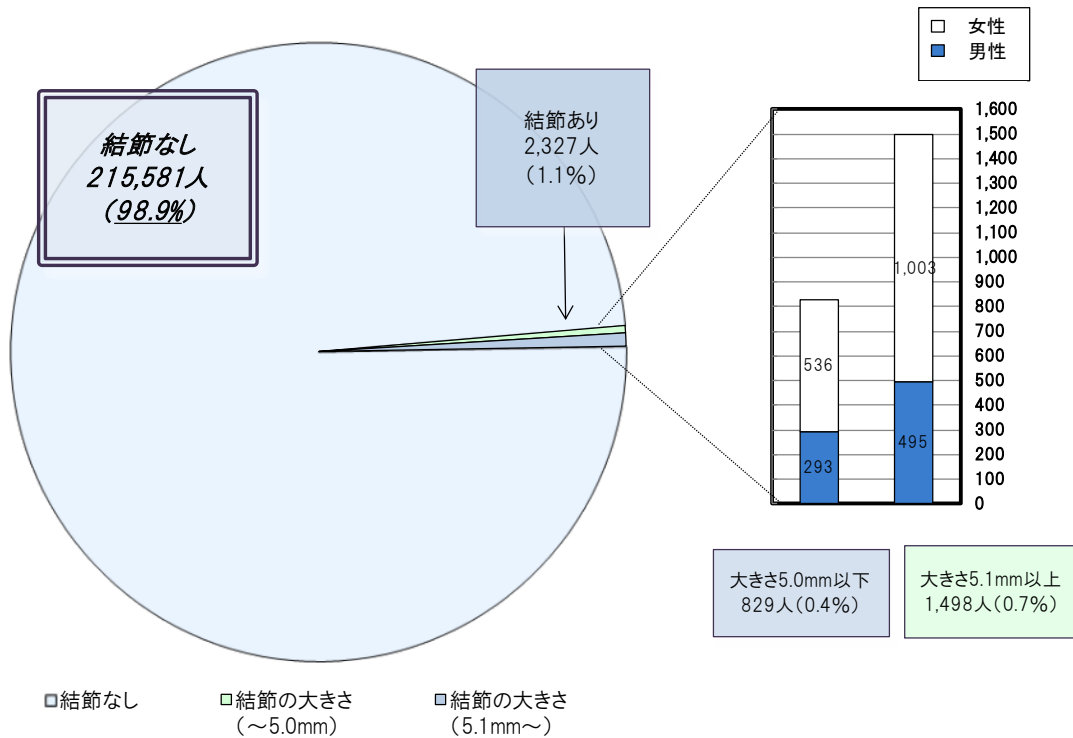 女性
男性
結節なし
215,581人
（98.9%）
結節あり
2,327人
（1.1%）
1,600
1,500
1,400
1,300
1,200
1,100
1,000
900
800
700
600
500
400
300
200
100
0
1,003
536
495
293
大きさ5.0mm以下
829人（0.4%）
大きさ5.1mm以上
1,498人（0.7%）
結節なし
結節の大きさ
（～5.0mm）
結節の大きさ
（5.1mm～）